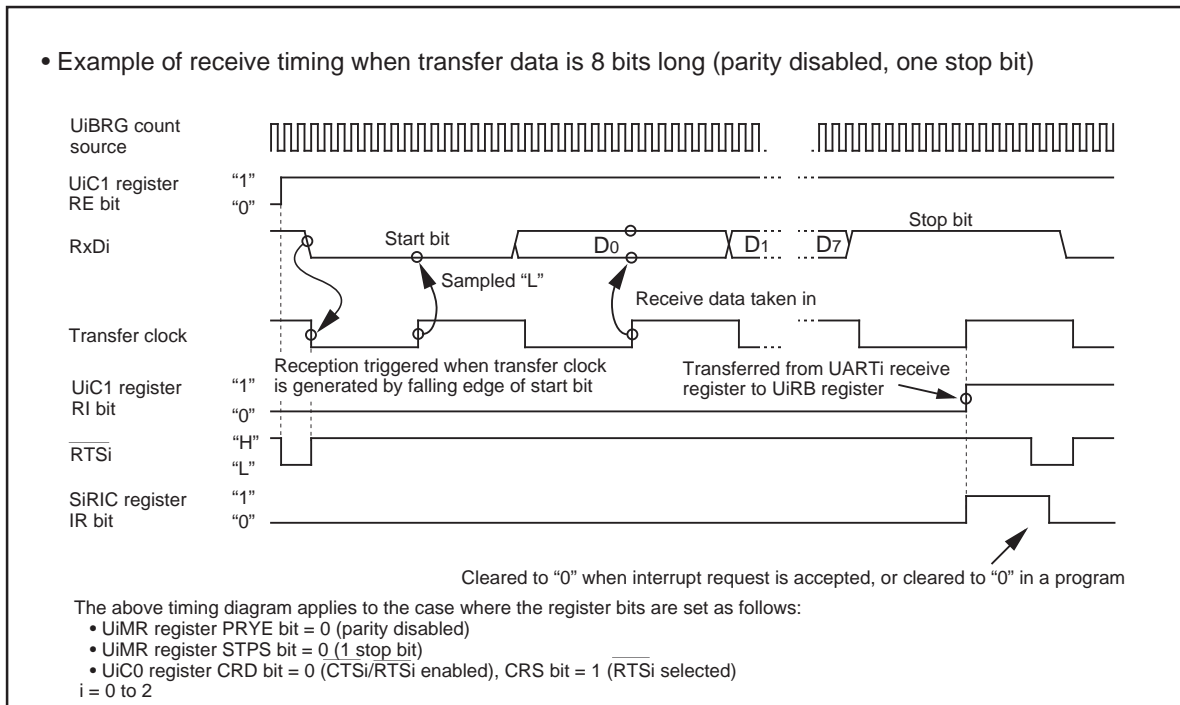 • Example of receive timing when transfer data is 8 bits long (parity disabled, one stop bit)
UiBRG count
source
UiC1 register
RE bit
“1”
“0”
RxDi
Start bit
D0
D1
D7
Stop bit
Sampled “L”
Receive data taken in
Transfer clock
Reception triggered when transfer clock
is generated by falling edge of start bit
Transferred from UARTi receive
register to UiRB register
UiC1 register
RI bit
“1”
“0”
RTSi
“H”
“L”
SiRIC register
IR bit
“1”
“0”
Cleared to “0” when interrupt request is accepted, or cleared to “0” in a program
The above timing diagram applies to the case where the register bits are set as follows:
• UiMR register PRYE bit = 0 (parity disabled)
• UiMR register STPS bit = 0 (1 stop bit)
• UiC0 register CRD bit = 0 (CTSi/RTSi enabled), CRS bit = 1 (RTSi selected)
i = 0 to 2